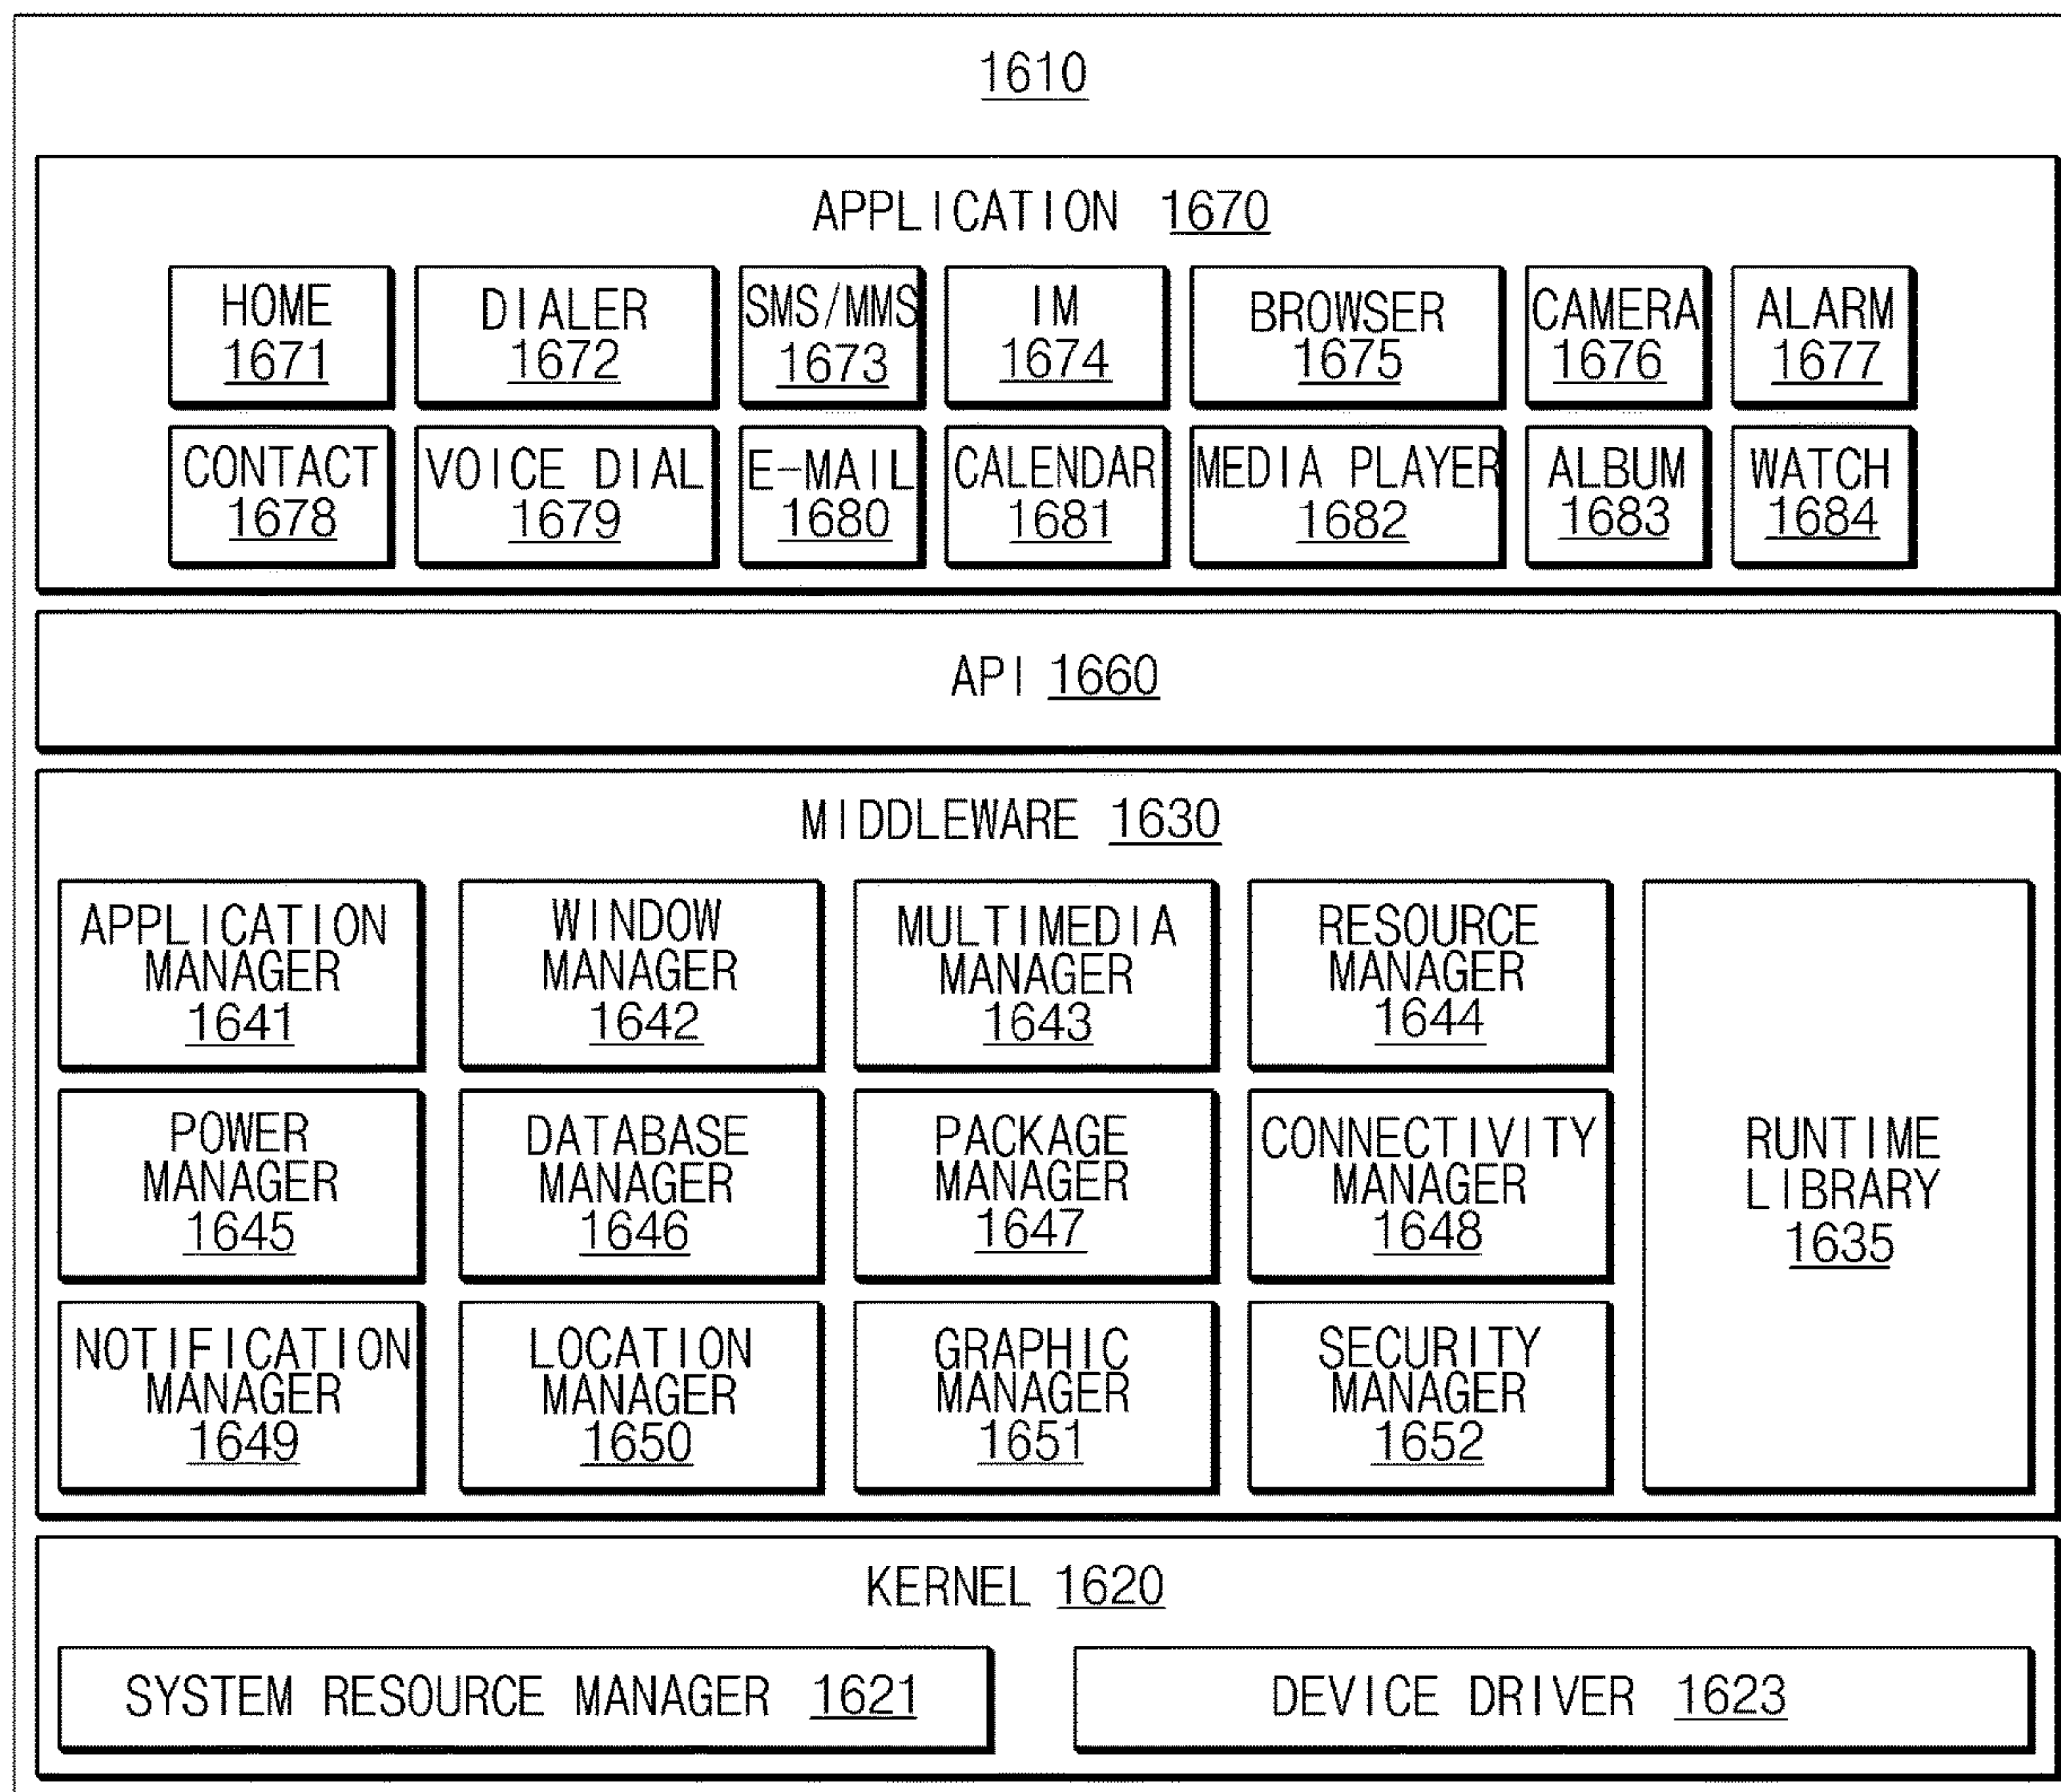 1610
APPLICATION 1670
HOME
1671
DIALER
1672
SMS/MMS
1673
IM
1674
BROWSER
1675
CAMERA
1676
ALARM
1677
CONTACT
1678
VOICE DIAL
1679
E-MAIL
1680
CALENDAR
1681
MEDIA PLAYER
1682
ALBUM
1683
WATCH
1684
API 1660
MIDDLEWARE 1630
APPLICATION
MANAGER
1641
WINDOW
MANAGER
1642
MULTIMEDIA
MANAGER
1643
RESOURCE
MANAGER
1644
POWER
MANAGER
1645
DATABASE
MANAGER
1646
PACKAGE
MANAGER
1647
CONNECTIVITY
MANAGER
1648
NOTIFICATION
MANAGER
1649
LOCATION
MANAGER
1650
GRAPHIC
MANAGER
1651
SECURITY
MANAGER
1652
RUNTIME
LIBRARY
1635
KERNEL 1620
SYSTEM RESOURCE MANAGER 1621
DEVICE DRIVER 1623